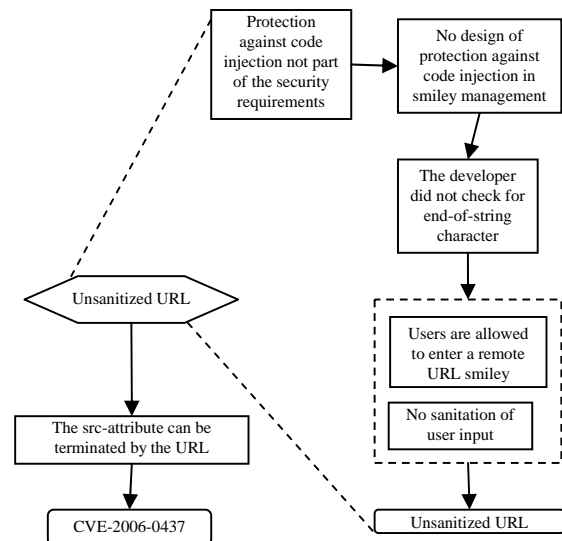 Protection
against code
injection not part
of the security
requirements
No design of
protection against
code injection in
smiley management
The developer
did not check for
end-of-string
character
Unsanitized URL
Users are allowed
to enter a remote
URL smiley
No sanitation of
user input
The src-attribute can be
terminated by the URL
CVE-2006-0437
Unsanitized URL